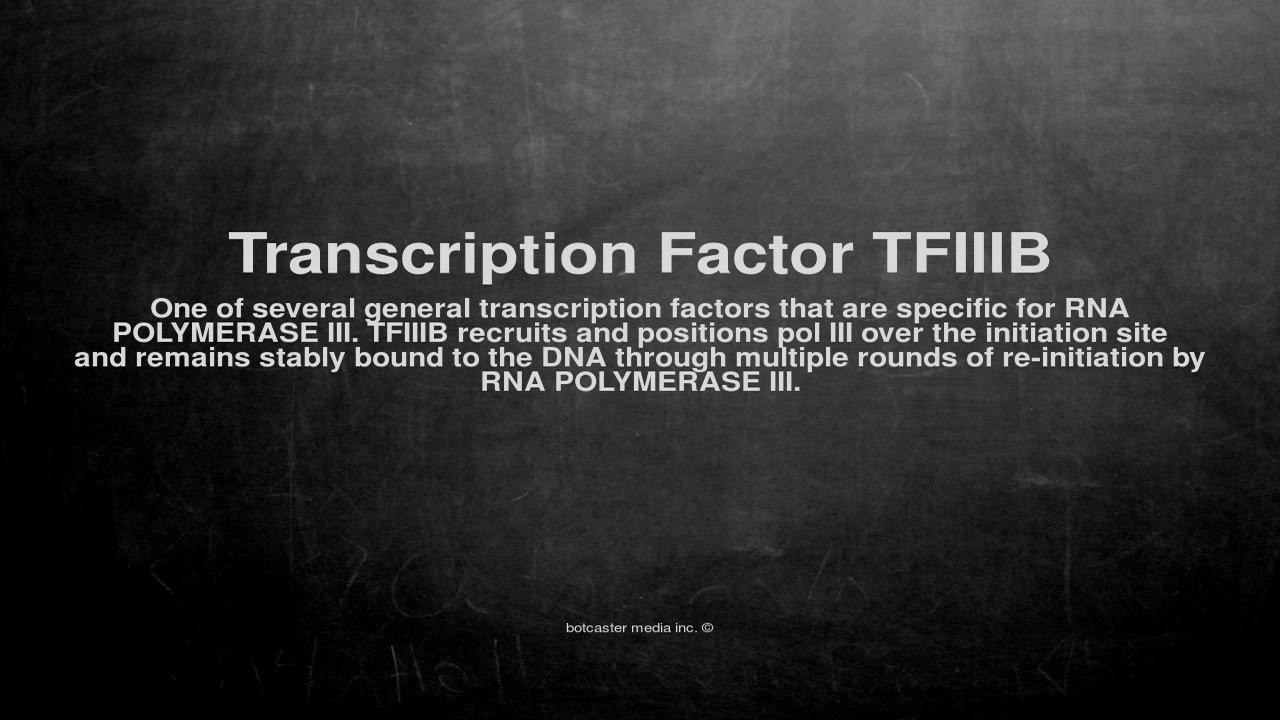 Transcription Factor TFIIIB
One of several general transcription factors that are specific for RNA
POLYMERASE III. TFIIIB recruits and positions pol III over the initiation site
and remains stably bound to the DNA through multiple rounds of re-initiation by
RNA POLYMERASE III.
botcaster media inc. ©